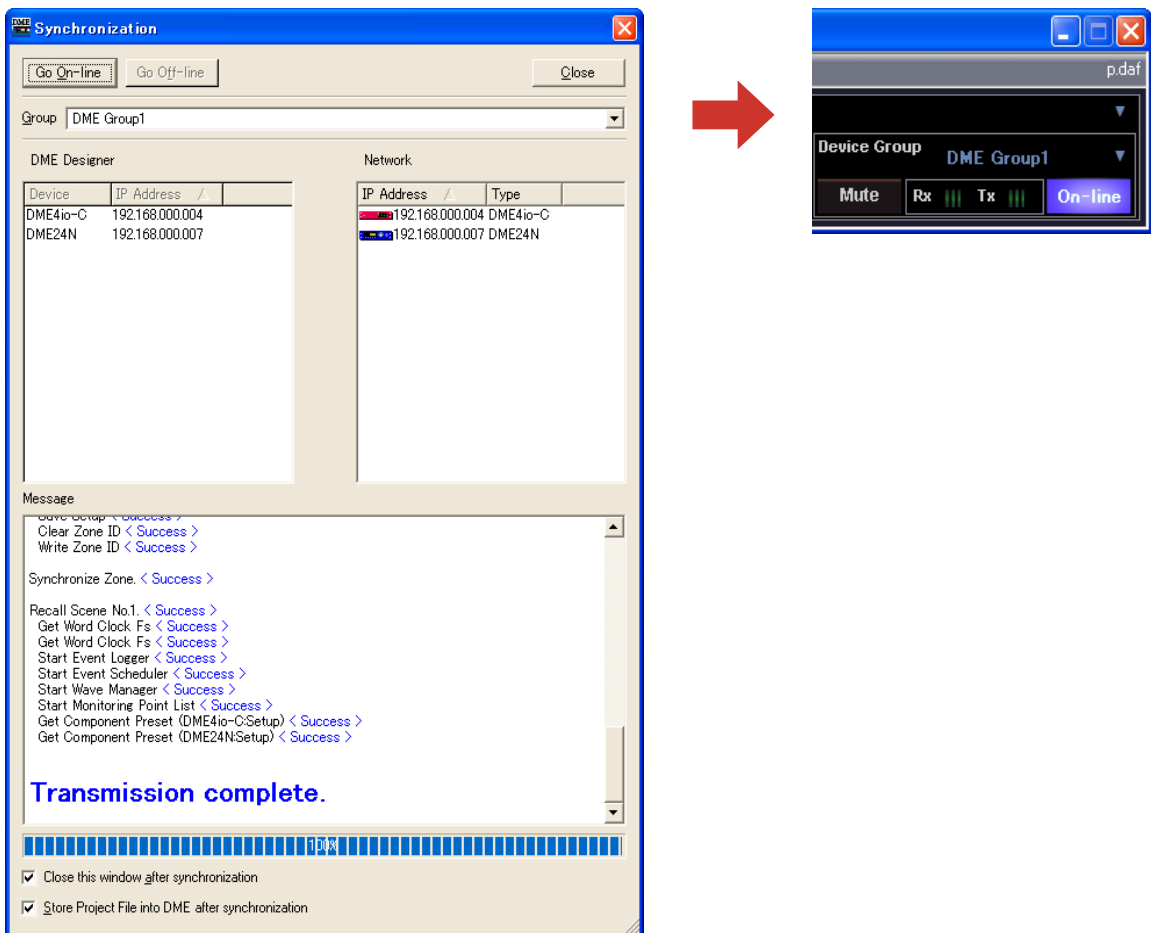 DME Synchronization
Go On-line Go Off-line Close
Group DME Group1
DME Designer
Device IP Address
DME4io-C 192.168.000.004
DME24N 192.168.000.007
Network
IP Address Type
192.168.000.004 DME4io-C
192.168.000.007 DME24N
Message
Save Setup < Success >
Clear Zone ID < Success >
Write Zone ID < Success >
Synchronize Zone. < Success >
Recall Scene No.1. < Success >
Get Word Clock Fs < Success >
Get Word Clock Fs < Success >
Start Event Logger < Success >
Start Event Scheduler < Success >
Start Wave Manager < Success >
Start Monitoring Point List < Success >
Get Component Preset (DME4io-C:Setup) < Success >
Get Component Preset (DME24N:Setup) < Success >
Transmission complete.
100%
Close this window after synchronization
Store Project File into DME after synchronization
p.daf
Device Group DME Group1
Mute Rx Tx On-line